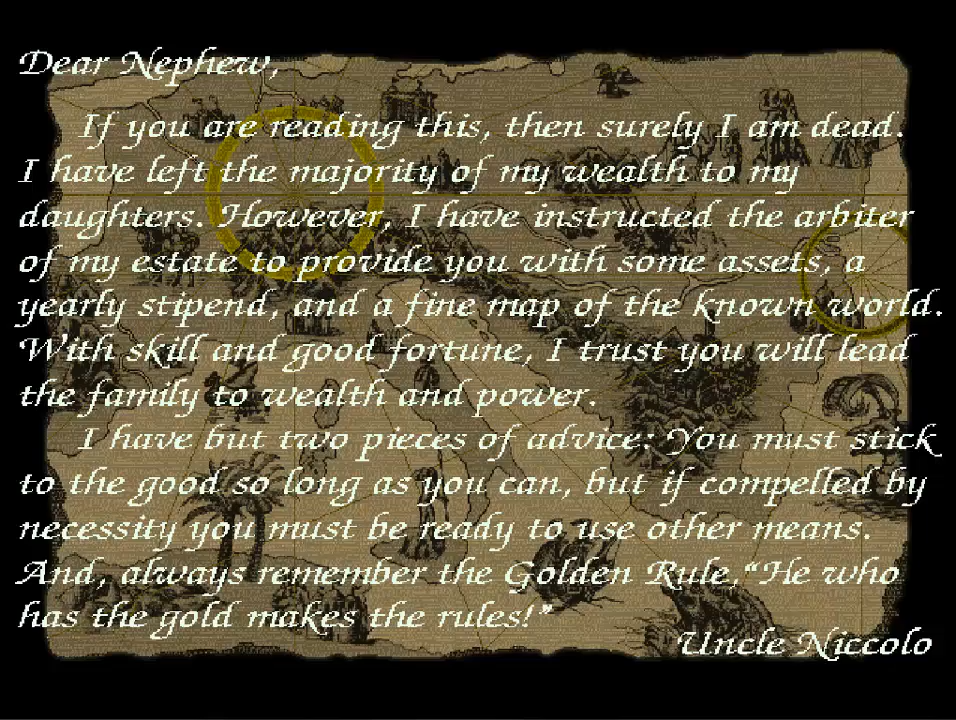 Dear Nephew,
If you are reading this, then surely I am dead.
I have left the majority of my wealth to my
daughters. However, I have instructed the arbiter
of my estate to provide you with some assets, a
yearly stipend, and a fine map of the known world.
With skill and good fortune, I trust you will lead
the family to wealth and power.
I have but two pieces of advice: You must stick
to the good so long as you can, but if compelled by
necessity you must be ready to use other means.
And, always remember the Golden Rule,“He who
has the gold makes the rules!”
Uncle Niccolo